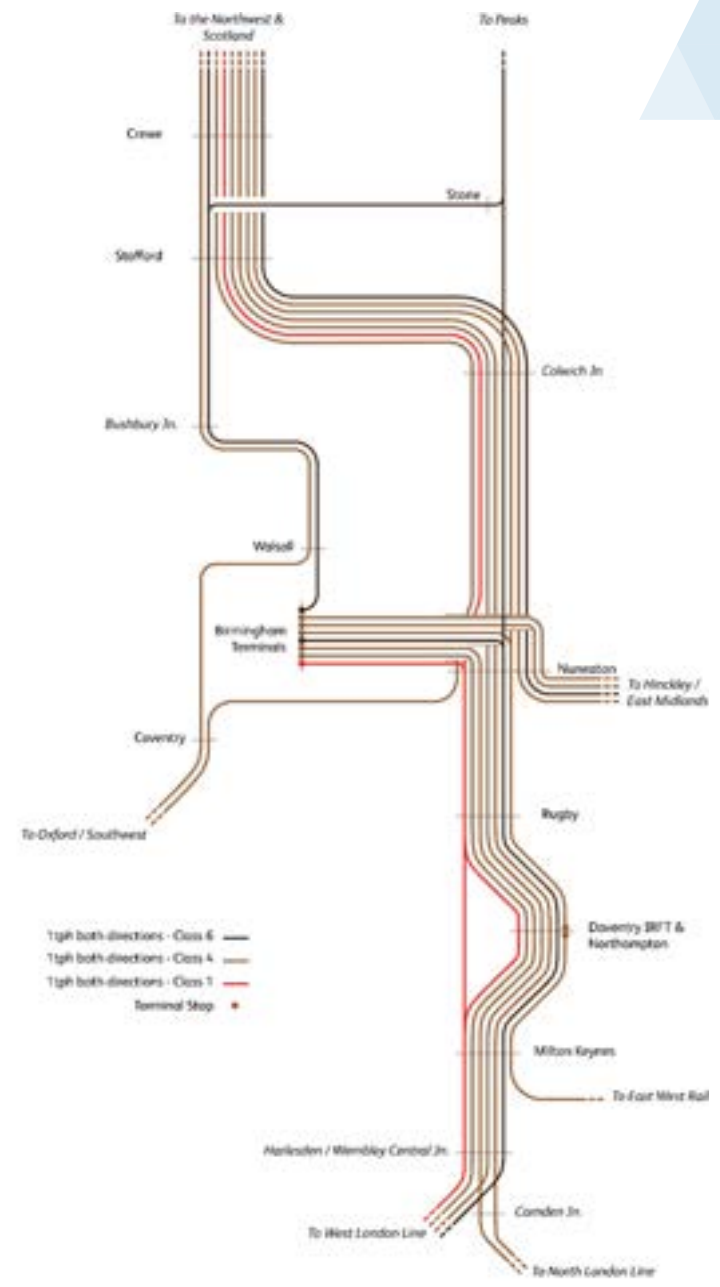 To the Northwest &
Scotland
To Peaks
Crewe
Stone
Stafford
Colwich Jn
Bushbury Jn.
Walsall
Birmingham
Terminals
Nuneaton
To Hinckley /
East Midlands
Coventry
Rugby
To Oxford / Southwest
Daventry IRFT &
Northampton
1tph both directions - Class 6
1tph both directions - Class 4
1tph both directions - Class 1
Terminal Stop
Milton Keynes
To East West Rail
Harlesden / Wembley Central Jn.
Camden Jn.
To West London Line
To North London Line